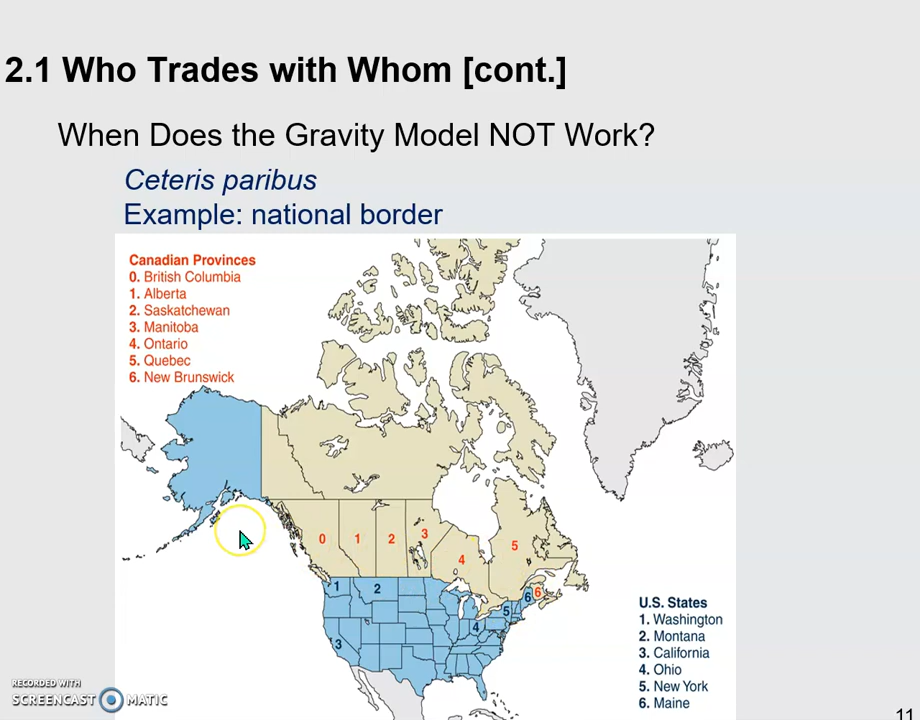 2.1 Who Trades with Whom [cont.]
When Does the Gravity Model NOT Work?
Ceteris paribus
Example: national border
Canadian Provinces
0. British Columbia
1. Alberta
2. Saskatchewan
3. Manitoba
4. Ontario
5. Quebec
6. New Brunswick
0 1 2 3 4 5 6
1 2 3 4 5 6
U.S. States
1. Washington
2. Montana
3. California
4. Ohio
5. New York
6. Maine
RECORDED WITH
SCREENCAST MATIC
11